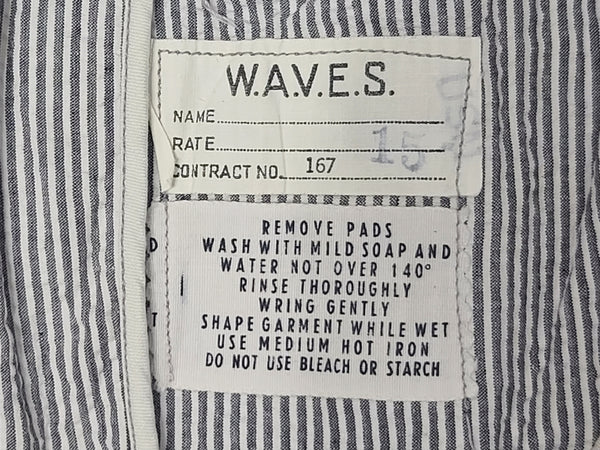 W.A.V.E.S.
NAME
RATE 15
CONTRACT NO. 167
REMOVE PADS
WASH WITH MILD SOAP AND
WATER NOT OVER 140°
RINSE THOROUGHLY
WRING GENTLY
SHAPE GARMENT WHILE WET
USE MEDIUM HOT IRON
DO NOT USE BLEACH OR STARCH